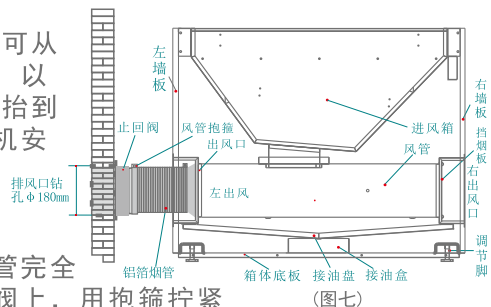 可从
以
抬到
机安
左墙板
右墙板
止回阀
风管抱箍
出风口
进风箱
挡烟板
风管
右出风口
排风口钻
孔φ180mm
左出风
管完全
铝箔烟管
箱体底板
接油盘
接油盒
调节脚
阀上，用抱箍拧紧
(图七)